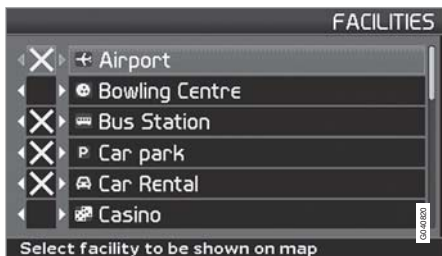 FACILITIES
Airport
Bowling Centre
Bus Station
P Car park
Car Rental
Casino
Select facility to be shown on map
G040820